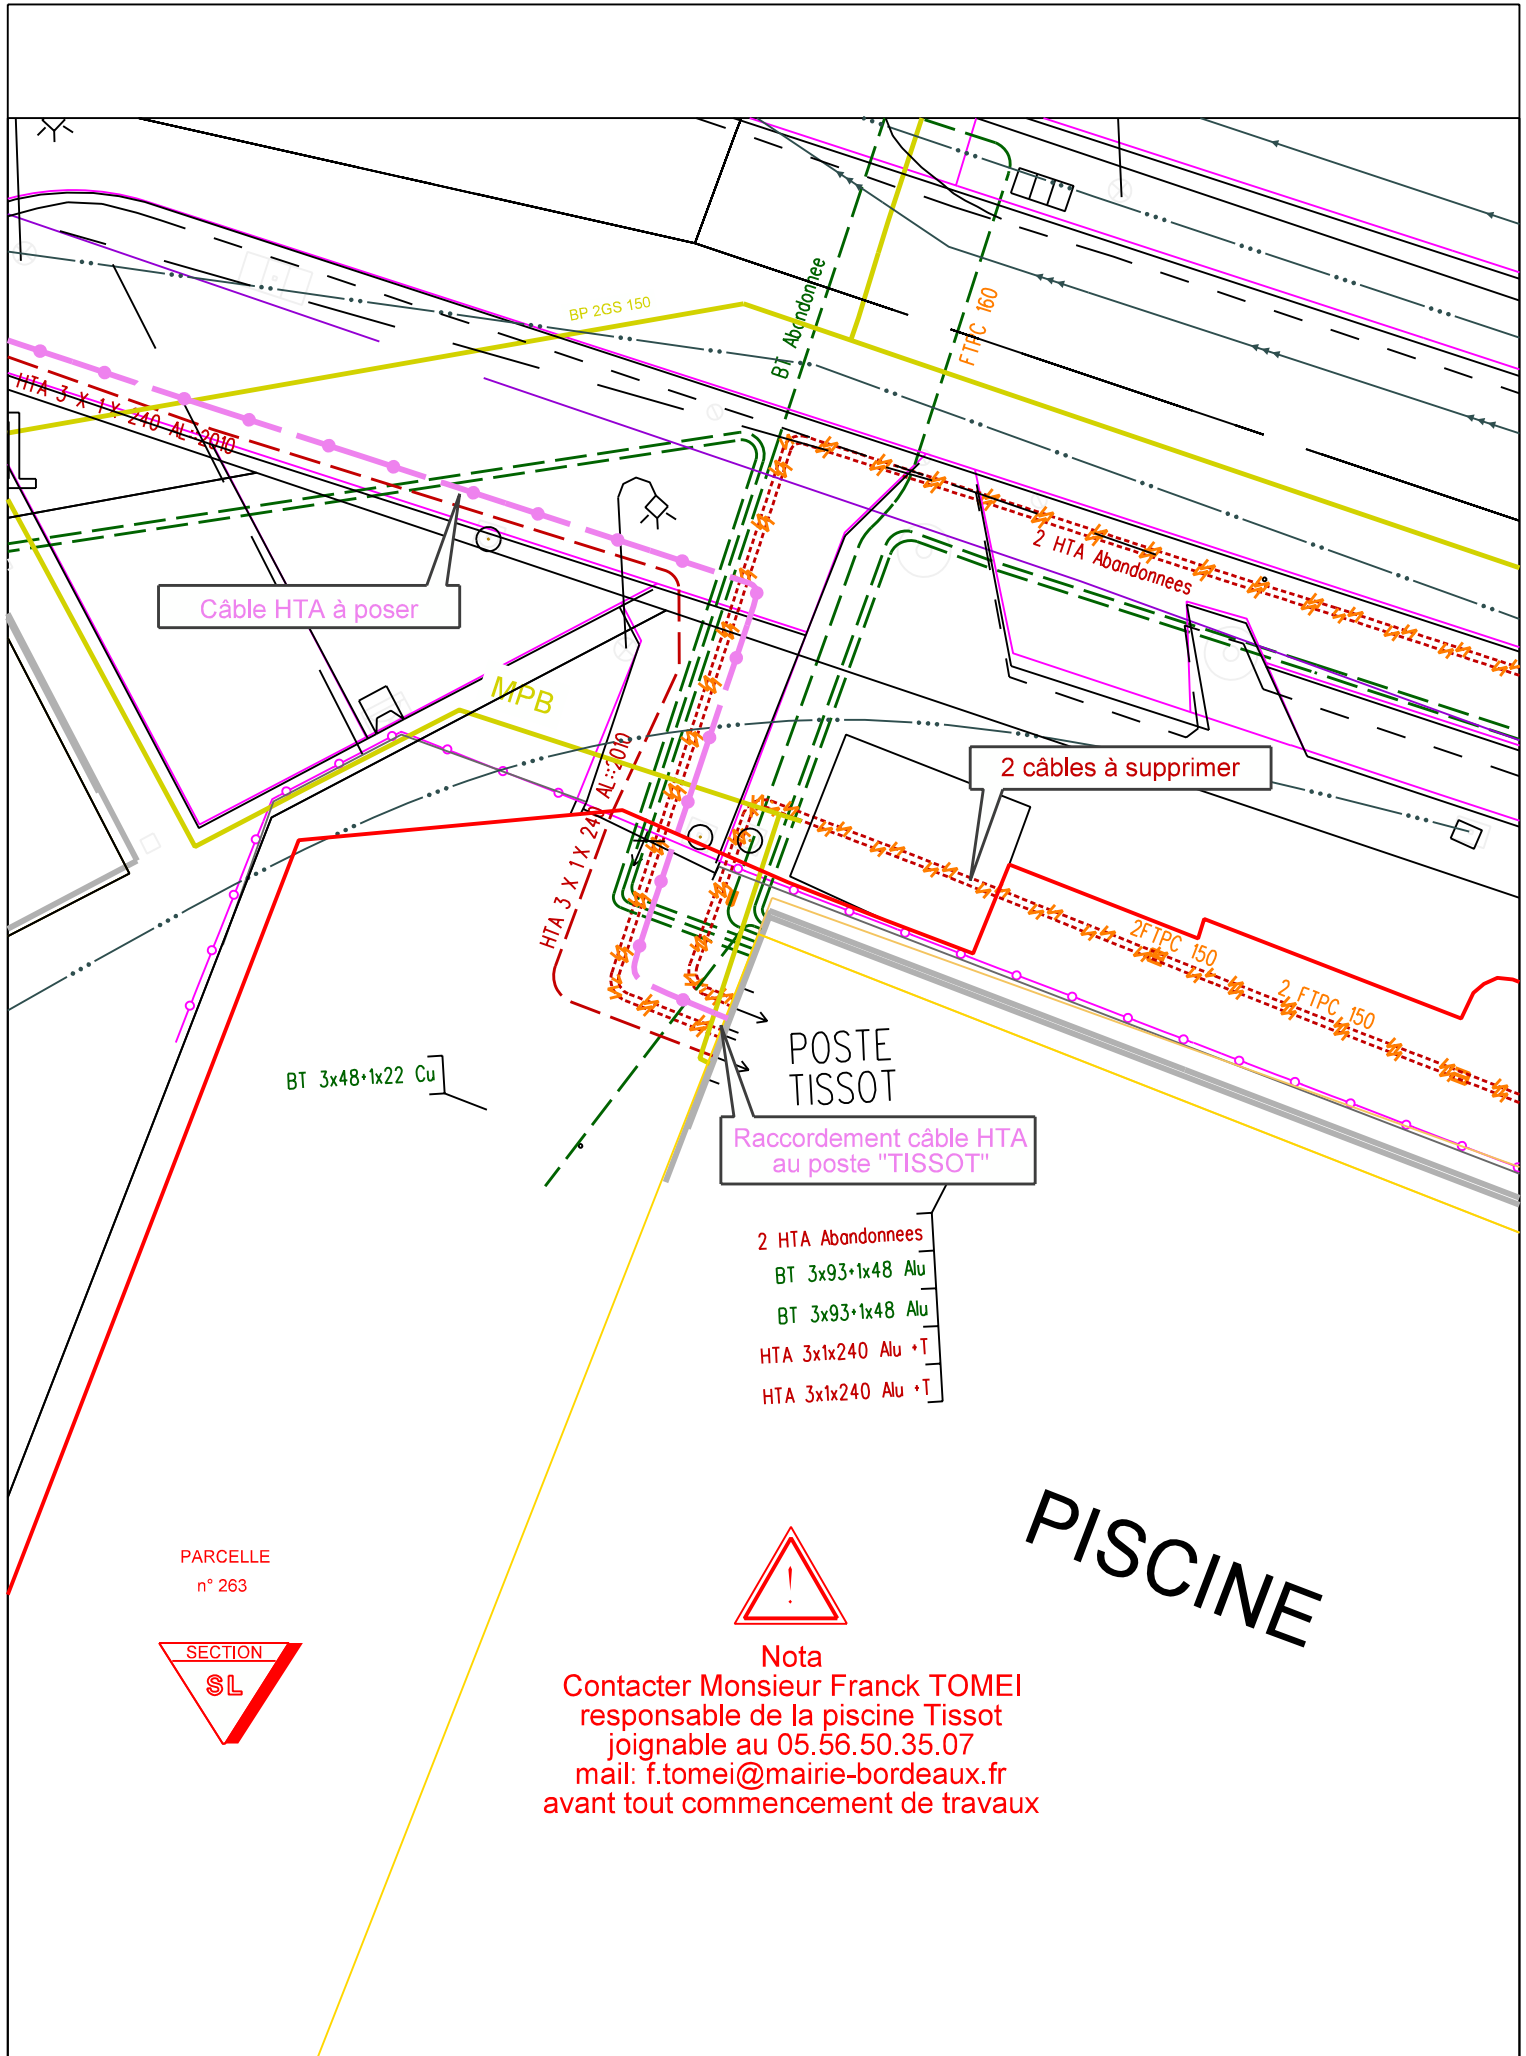 BP 2GS 150
BT Abandonnee
FTPC 160
HTA 3 X 1 X 240 AL::2010
2 HTA Abandonnees
Câble HTA à poser
MPB
2 câbles à supprimer
HTA 3 X 1 X 240 AL::2010
2FTPC 150
2 FTPC 150
POSTE
TISSOT
BT 3x48+1x22 Cu
Raccordement câble HTA
au poste "TISSOT"
2 HTA Abandonnees
BT 3x93+1x48 Alu
BT 3x93+1x48 Alu
HTA 3x1x240 Alu +T
HTA 3x1x240 Alu +T
PISCINE
PARCELLE
n° 263
SECTION
SL
!
Nota
Contacter Monsieur Franck TOMEI
responsable de la piscine Tissot
joignable au 05.56.50.35.07
mail: f.tomei@mairie-bordeaux.fr
avant tout commencement de travaux